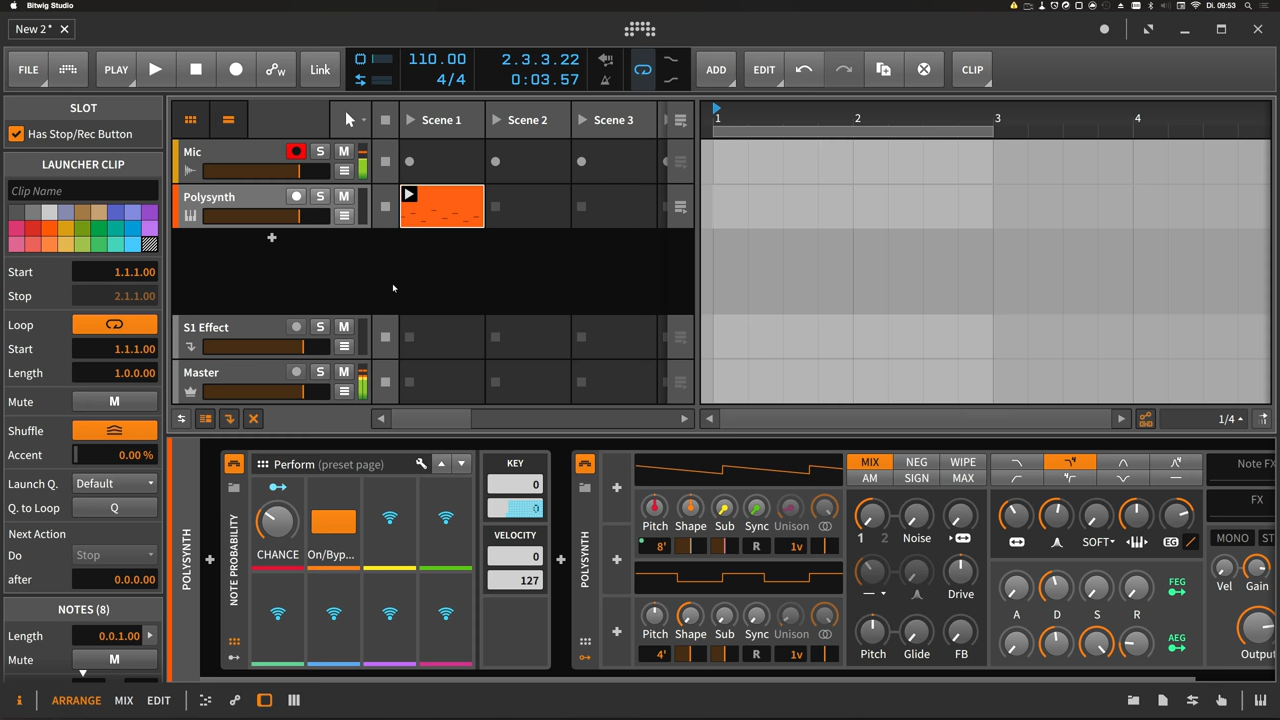 Bitwig Studio
Di. 09:53
New 2*
FILE PLAY Link 110.00 2.3.3.22 ADD EDIT CLIP
4/4 0:03.57
SLOT
Has Stop/Rec Button
LAUNCHER CLIP
Clip Name
Start 1.1.1.00
Stop 2.1.1.00
Loop
Start 1.1.1.00
Length 1.0.0.00
Mute M
Shuffle
Accent 0.00 %
Launch Q. Default
Q. to Loop Q
Next Action
Do Stop
after 0.0.0.00
NOTES (8)
Length 0.0.1.00
Mute M
Scene 1 Scene 2 Scene 3
Mic S M
Polysynth S M
S1 Effect S M
Master S M
1 2 3 4
1/4
POLYSYNTH
NOTE PROBABILITY
Perform (preset page)
CHANCE On/Byp...
KEY
0
0
VELOCITY
0
127
POLYSYNTH
Pitch Shape Sub Sync Unison
8' R 1v
Pitch Shape Sub Sync Unison
4' R 1v
MIX NEG WIPE
AM SIGN MAX
1 2 Noise
Drive
Pitch Glide FB
SOFT EG
A D S R
FEG
AEG
Note FX
FX
MONO ST
Vel Gain
Output
ARRANGE MIX EDIT